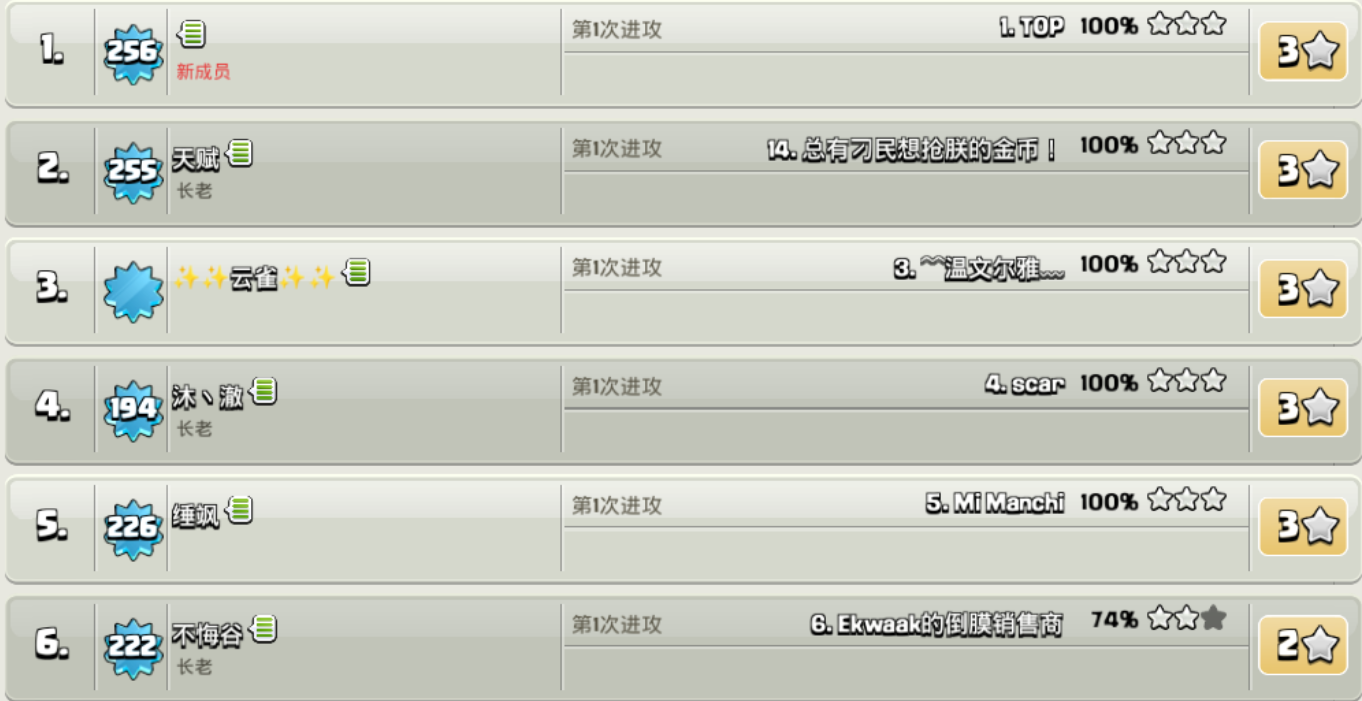 1. 256 第1次进攻 1. TOP 100% 3
新成员
2. 255 天赋 第1次进攻 14. 总有刁民想抢朕的金币！ 100% 3
长老
3. ✨✨云雀✨✨ 第1次进攻 3. ︷温文尔雅﹏ 100% 3
4. 194 沐丶澈 第1次进攻 4. scar 100% 3
长老
5. 226 缍飒 第1次进攻 5. Mi Manchi 100% 3
6. 222 不悔谷 第1次进攻 6. Ekwaak的倒膜销售商 74% 2
长老